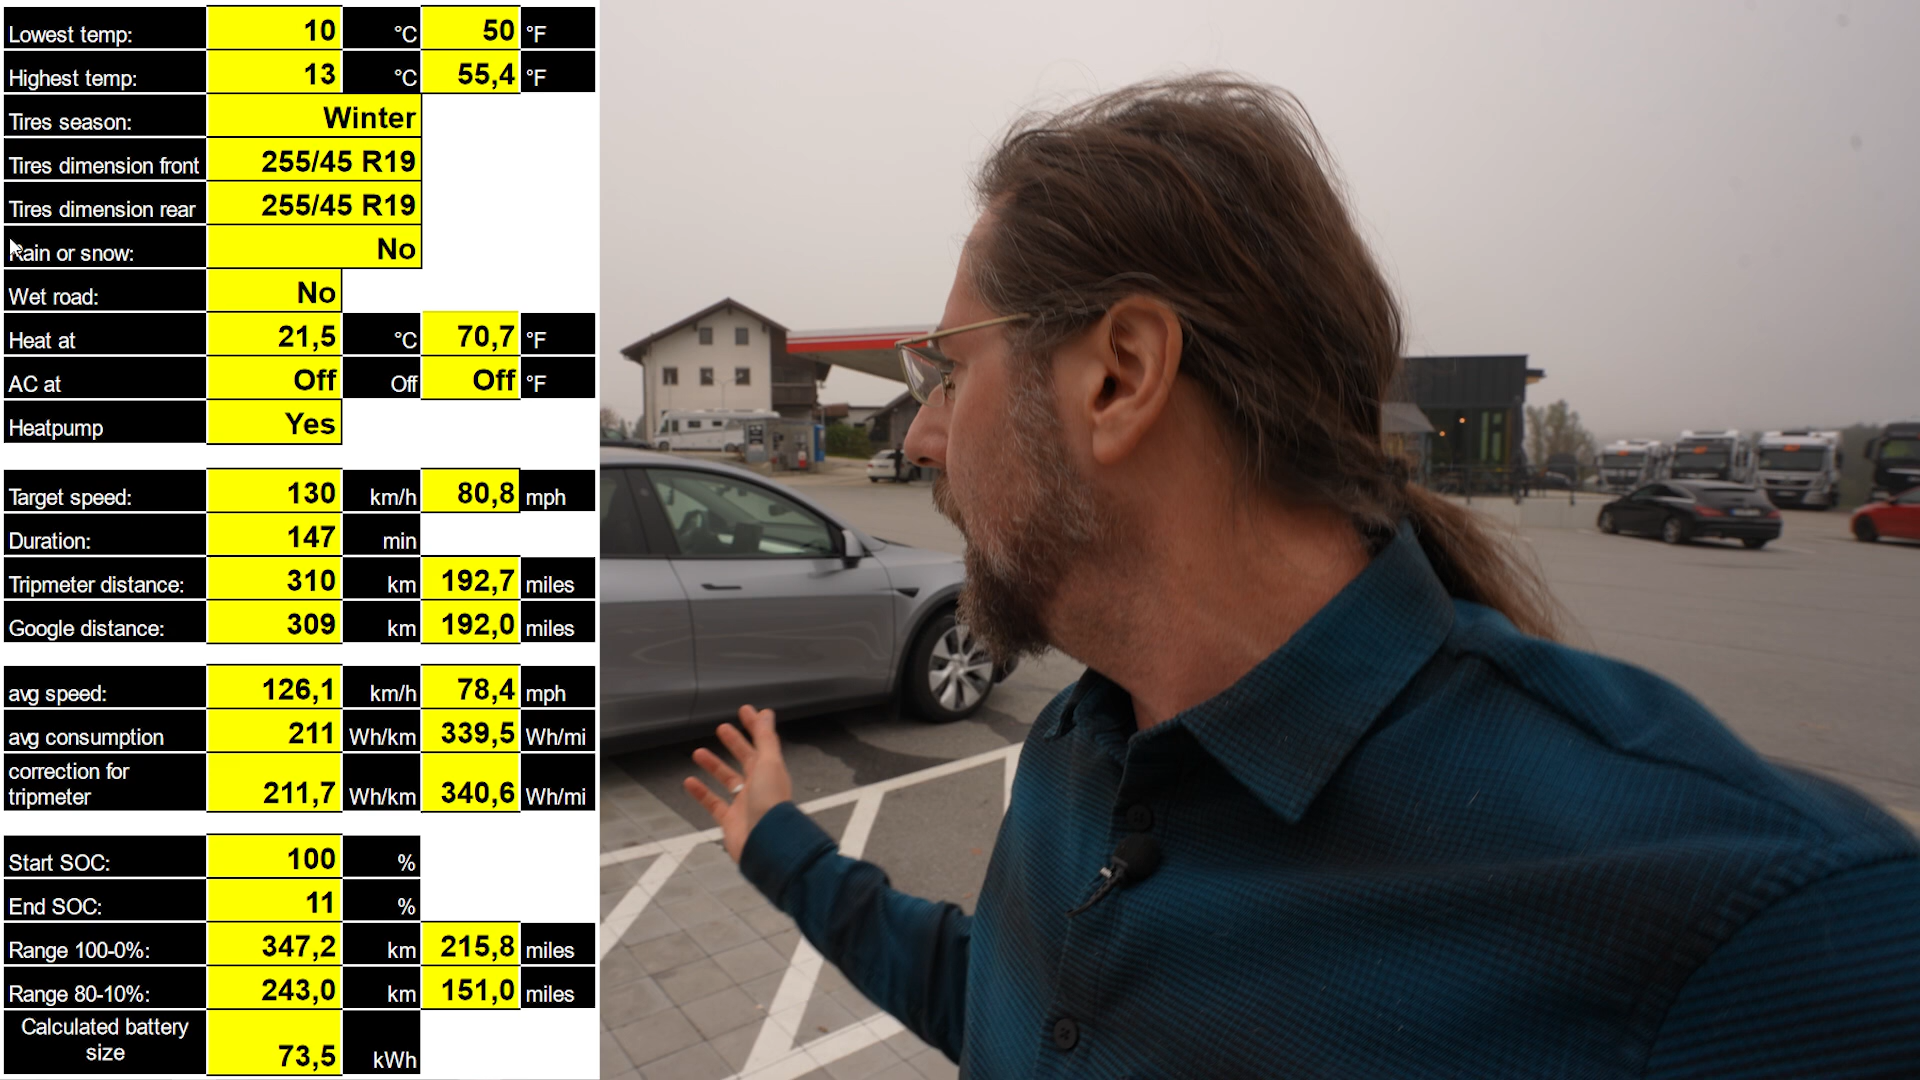 Lowest temp: 10 °C 50 °F
Highest temp: 13 °C 55,4 °F
Tires season: Winter
Tires dimension front 255/45 R19
Tires dimension rear 255/45 R19
Rain or snow: No
Wet road: No
Heat at 21,5 °C 70,7 °F
AC at Off Off Off °F
Heatpump Yes
Target speed: 130 km/h 80,8 mph
Duration: 147 min
Tripmeter distance: 310 km 192,7 miles
Google distance: 309 km 192,0 miles
avg speed: 126,1 km/h 78,4 mph
avg consumption 211 Wh/km 339,5 Wh/mi
correction for
tripmeter 211,7 Wh/km 340,6 Wh/mi
Start SOC: 100 %
End SOC: 11 %
Range 100-0%: 347,2 km 215,8 miles
Range 80-10%: 243,0 km 151,0 miles
Calculated battery
size 73,5 kWh